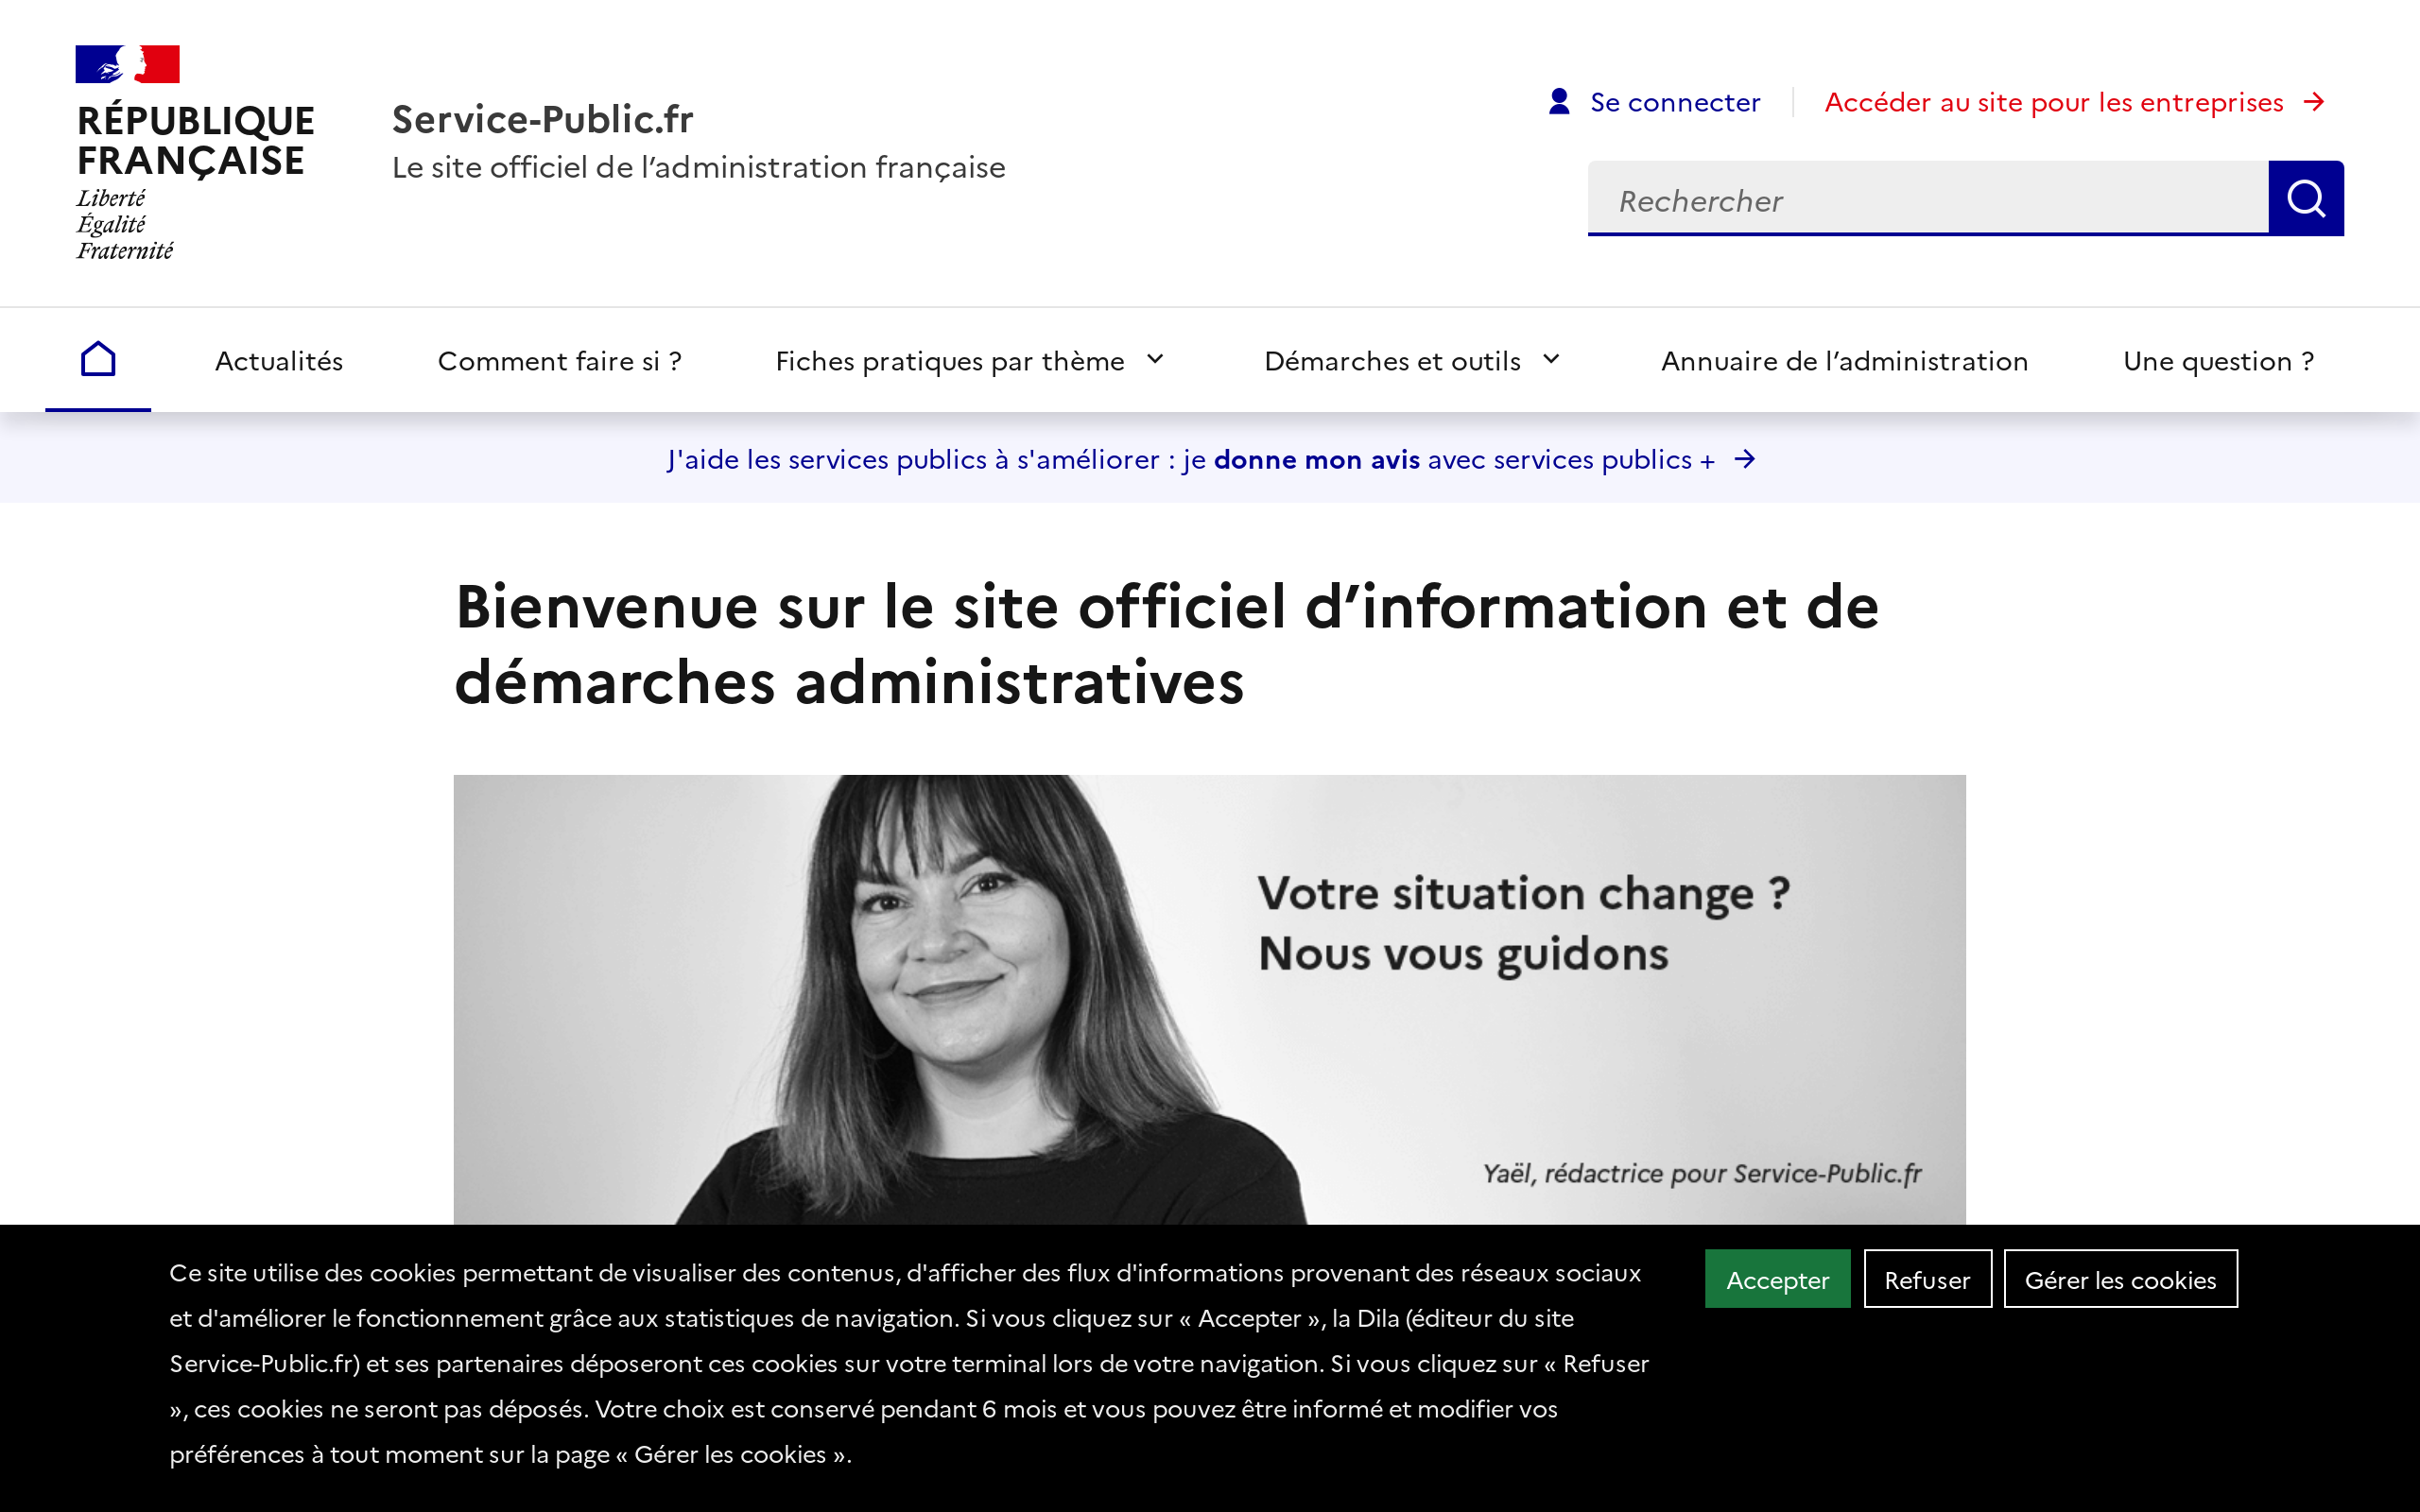 RÉPUBLIQUE
FRANÇAISE
Liberté
Égalité
Fraternité
Service-Public.fr
Le site officiel de l’administration française
Se connecter
Accéder au site pour les entreprises
Rechercher
Actualités
Comment faire si ?
Fiches pratiques par thème
Démarches et outils
Annuaire de l’administration
Une question ?
J'aide les services publics à s'améliorer : je donne mon avis avec services publics +
Bienvenue sur le site officiel d’information et de
démarches administratives
Votre situation change ?
Nous vous guidons
Yaël, rédactrice pour Service-Public.fr
Ce site utilise des cookies permettant de visualiser des contenus, d'afficher des flux d'informations provenant des réseaux sociaux
et d'améliorer le fonctionnement grâce aux statistiques de navigation. Si vous cliquez sur « Accepter », la Dila (éditeur du site
Service-Public.fr) et ses partenaires déposeront ces cookies sur votre terminal lors de votre navigation. Si vous cliquez sur « Refuser
», ces cookies ne seront pas déposés. Votre choix est conservé pendant 6 mois et vous pouvez être informé et modifier vos
préférences à tout moment sur la page « Gérer les cookies ».
Accepter
Refuser
Gérer les cookies